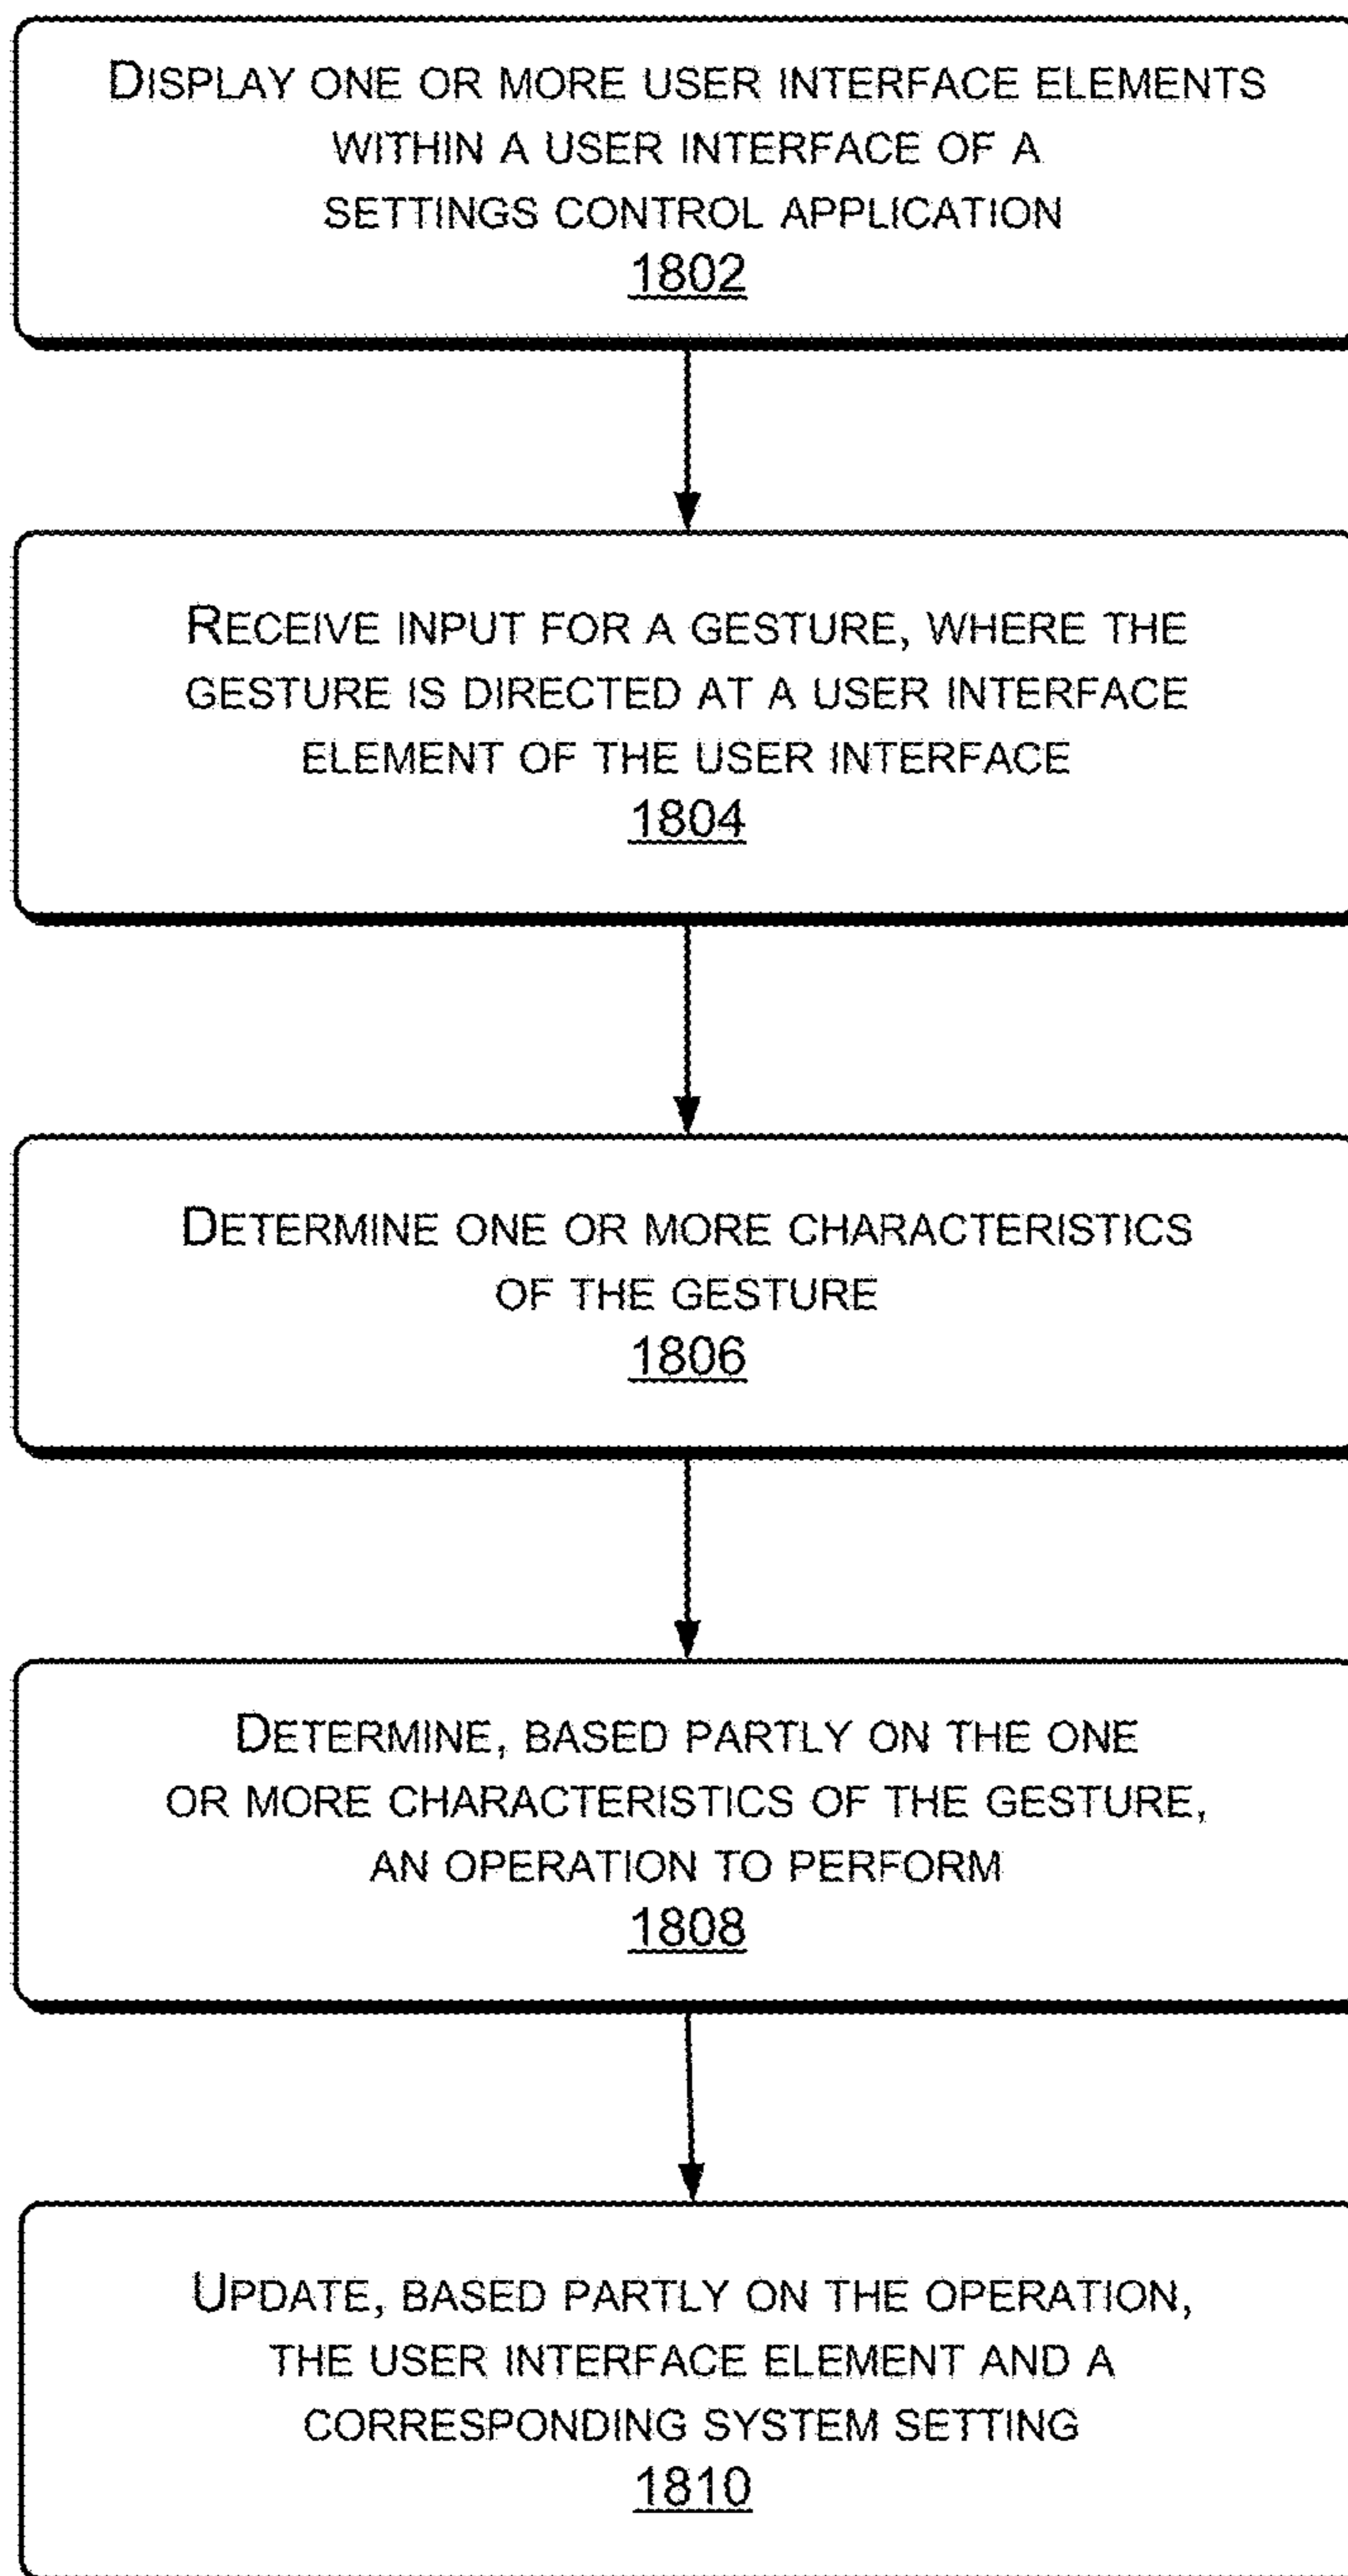 DISPLAY ONE OR MORE USER INTERFACE ELEMENTS
WITHIN A USER INTERFACE OF A
SETTINGS CONTROL APPLICATION
1802
RECEIVE INPUT FOR A GESTURE, WHERE THE
GESTURE IS DIRECTED AT A USER INTERFACE
ELEMENT OF THE USER INTERFACE
1804
DETERMINE ONE OR MORE CHARACTERISTICS
OF THE GESTURE
1806
DETERMINE, BASED PARTLY ON THE ONE
OR MORE CHARACTERISTICS OF THE GESTURE,
AN OPERATION TO PERFORM
1808
UPDATE, BASED PARTLY ON THE OPERATION,
THE USER INTERFACE ELEMENT AND A
CORRESPONDING SYSTEM SETTING
1810